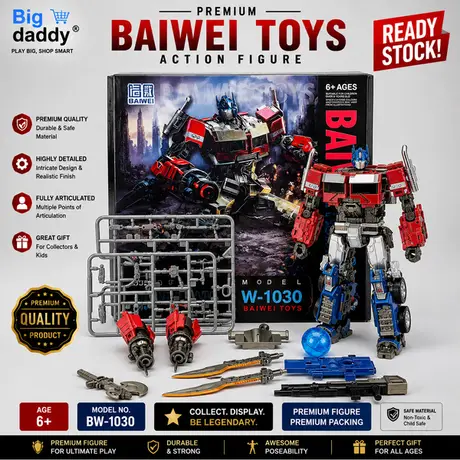 Big
daddy®
PLAY BIG, SHOP SMART
PREMIUM
BAIWEI TOYS
ACTION FIGURE
READY
STOCK!
佰威
BAIWEI
6+ AGES
BAI
PREMIUM QUALITY
Durable & Safe
Material
HIGHLY DETAILED
Intricate Design &
Realistic Finish
FULLY ARTICULATED
Multiple Points of
Articulation
GREAT GIFT
For Collectors &
Kids
PREMIUM
QUALITY
PRODUCT
MODEL
W-1030
BAIWEI TOYS
AGE
6+
MODEL NO.
BW-1030
COLLECT. DISPLAY.
BE LEGENDARY.
PREMIUM FIGURE
PREMIUM PACKING
SAFE MATERIAL
Non-Toxic &
Child Safe
PREMIUM FIGURE
FOR ULTIMATE PLAY
DURABLE
& STRONG
AWESOME
POSEABILITY
PERFECT GIFT
FOR ALL AGES